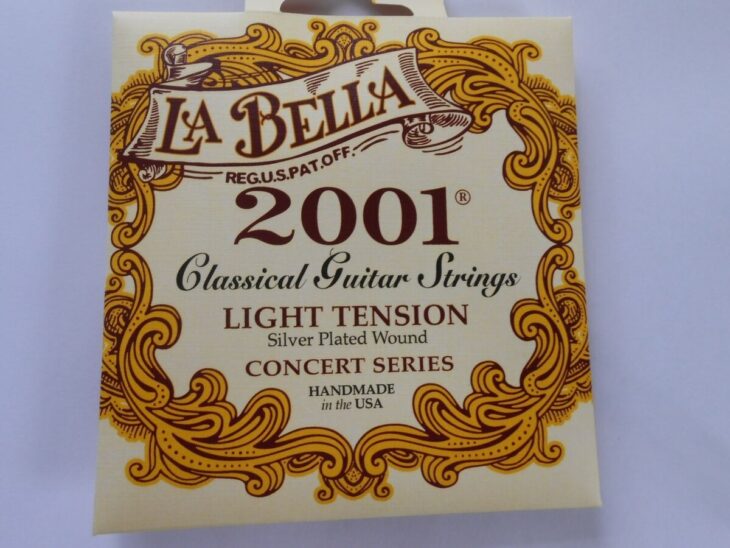 LA BELLA
REG.U.S.PAT.OFF.
2001®
Classical Guitar Strings
LIGHT TENSION
Silver Plated Wound
CONCERT SERIES
HANDMADE
in the USA